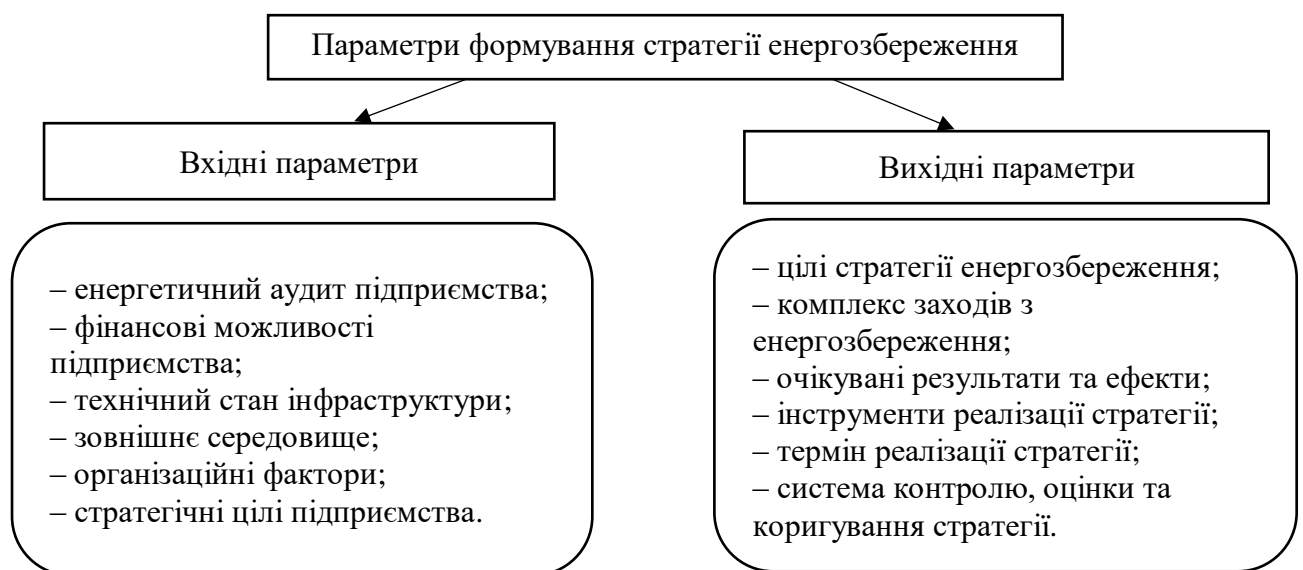 Параметри формування стратегії енергозбереження
Вхідні параметри
Вихідні параметри
– енергетичний аудит підприємства;
– фінансові можливості
підприємства;
– технічний стан інфраструктури;
– зовнішнє середовище;
– організаційні фактори;
– стратегічні цілі підприємства.
– цілі стратегії енергозбереження;
– комплекс заходів з
енергозбереження;
– очікувані результати та ефекти;
– інструменти реалізації стратегії;
– термін реалізації стратегії;
– система контролю, оцінки та
коригування стратегії.